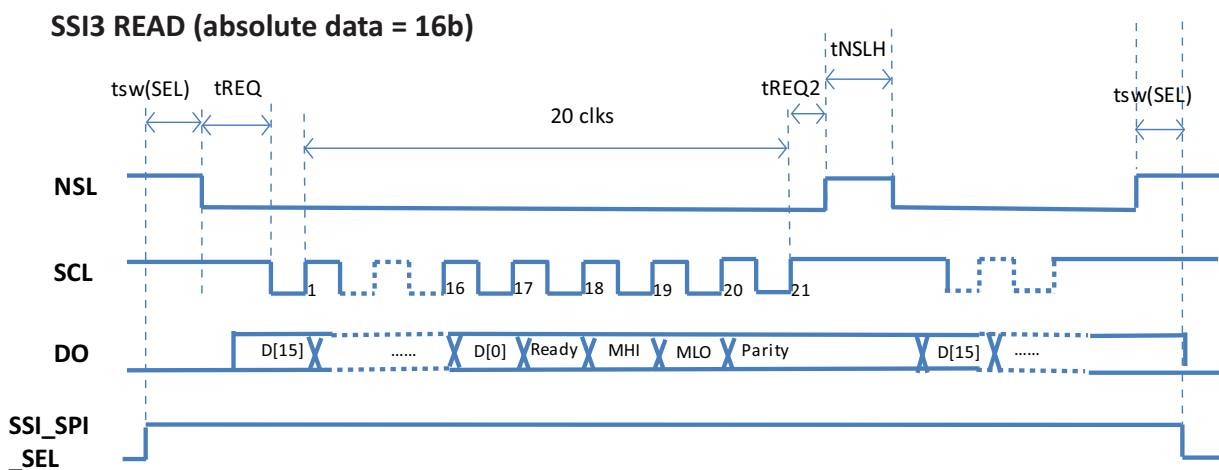 SSI3 READ (absolute data = 16b)
tNSLH
tsw(SEL) tREQ tREQ2 tsw(SEL)
20 clks
NSL
SCL
1 16 17 18 19 20 21
DO
D[15] ...... D[0] Ready MHI MLO Parity D[15] ......
SSI_SPI
_SEL